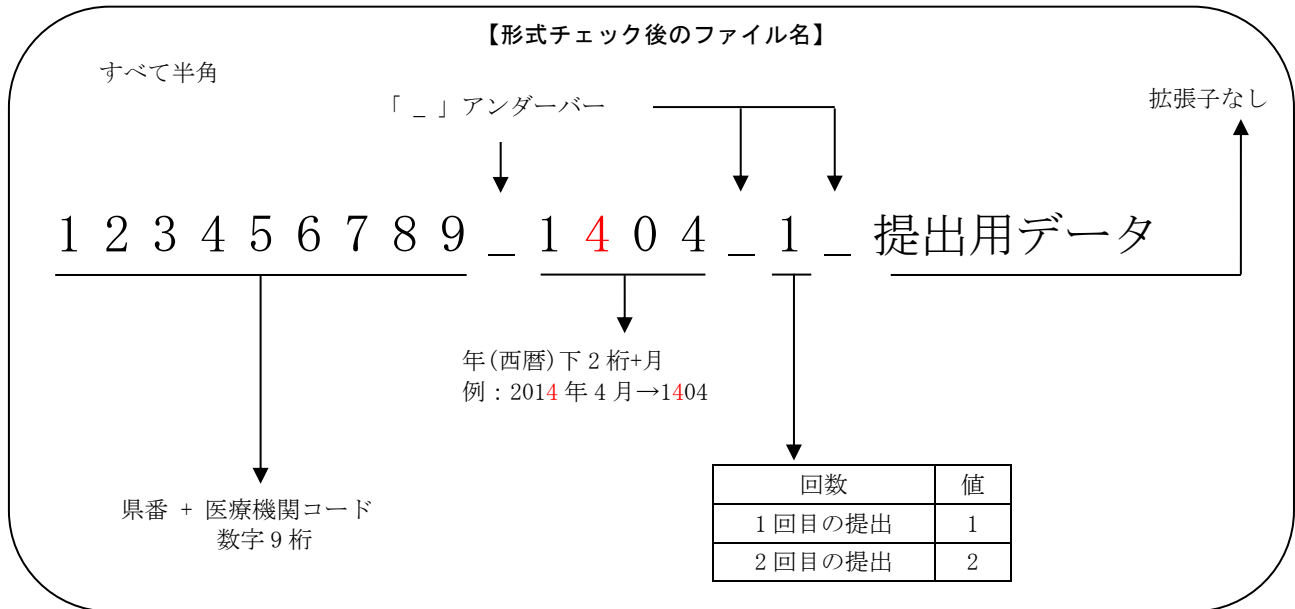 【形式チェック後のファイル名】
すべて半角
「 _ 」アンダーバー
拡張子なし
123456789_1404_1_提出用データ
年(西暦)下2桁+月
例：2014年4月→1404
県番 + 医療機関コード
数字9桁
回数 値
1回目の提出 1
2回目の提出 2